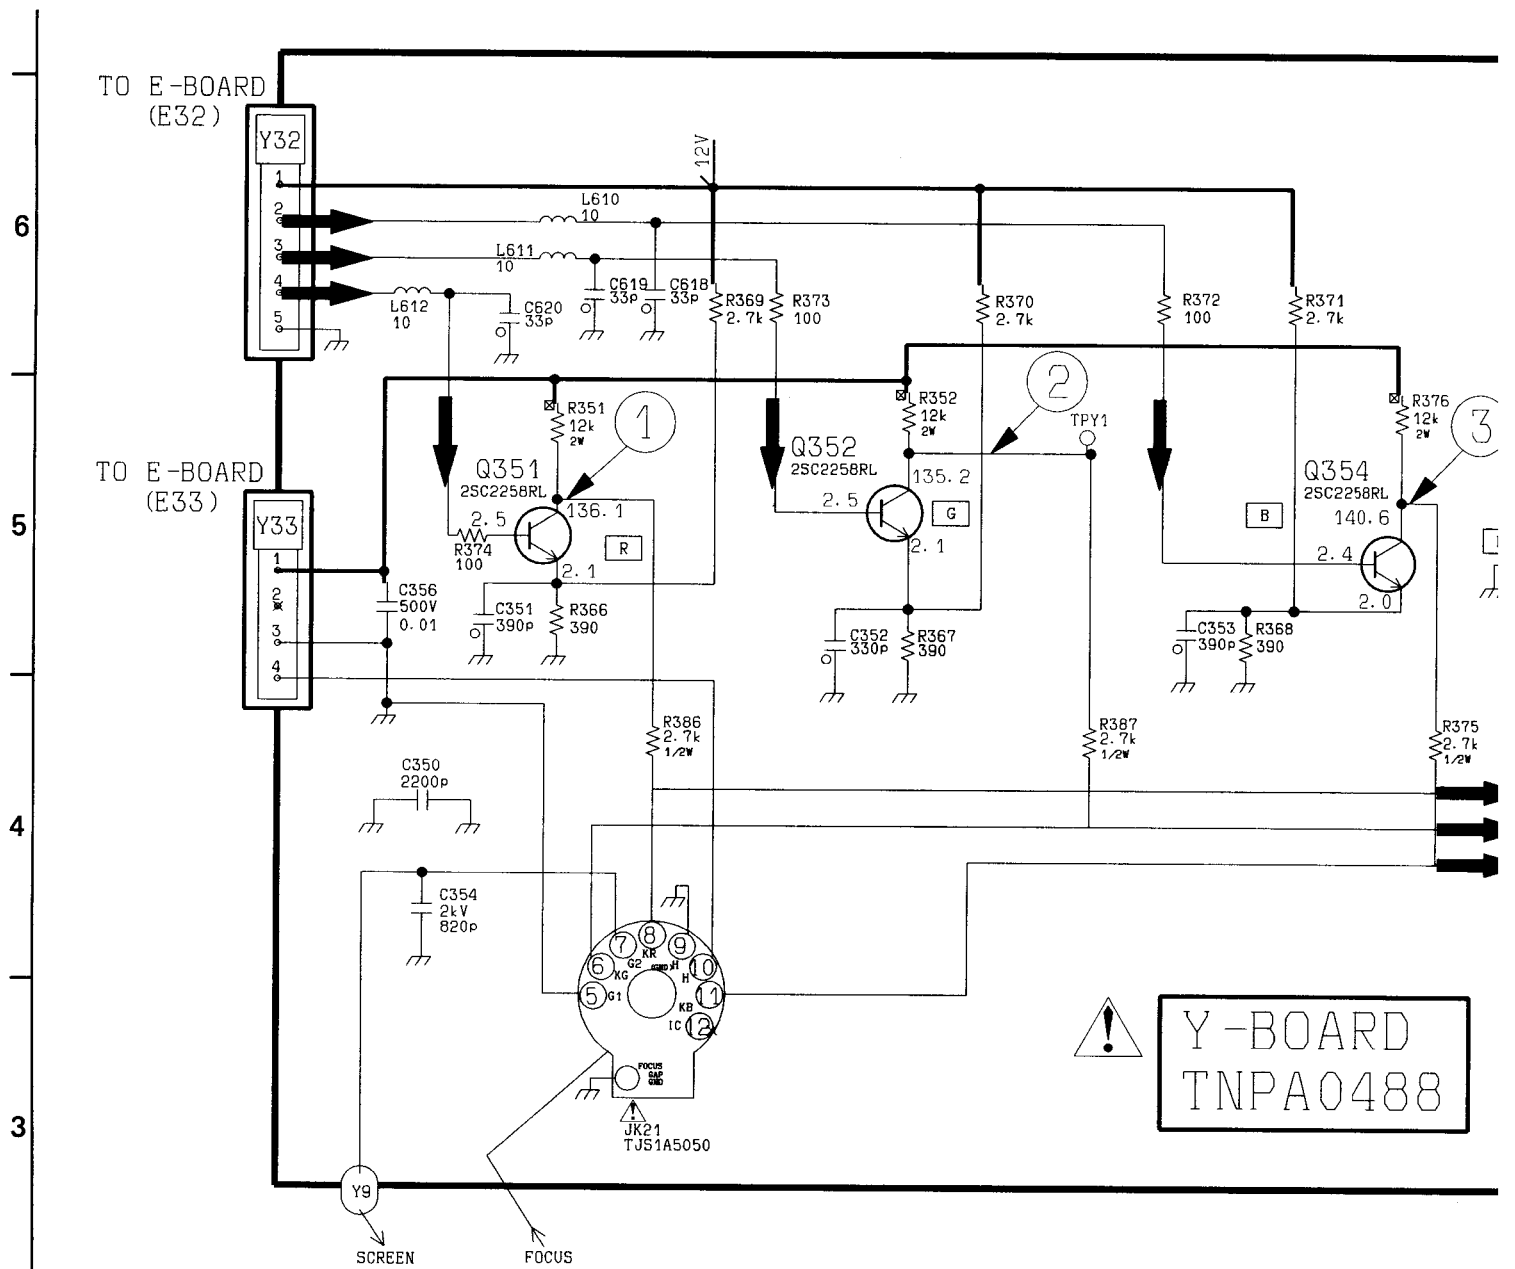 TO E-BOARD
(E32)
Y32
1
2
3
4
5
12V
L610
10
L611
10
L612
10
C620
33p
C619
33p
C618
33p
R369
2.7k
R373
100
R370
2.7k
R372
100
R371
2.7k
6
TO E-BOARD
(E33)
Y33
1
2
3
4
R351
12k
2W
1
Q351
2SC2258RL
2.5
136.1
R374
100
R
2.1
C356
500V
0.01
C351
390p
R366
390
R352
12k
2W
2
TPY1
Q352
2SC2258RL
135.2
2.5
G
2.1
C352
330p
R367
390
R376
12k
2W
3
Q354
2SC2258RL
B
140.6
2.4
2.0
C353
390p
R368
390
5
R386
2.7k
1/2W
R387
2.7k
1/2W
R375
2.7k
1/2W
C350
2200p
4
C354
2kV
820p
8
7
9
KR
G2
(GND)H
6
10
KG
H
5
G1
11
KB
IC
12
FOCUS
GAP
GND
JK21
TJS1A5050
!
Y-BOARD
TNPA0488
3
Y9
SCREEN
FOCUS